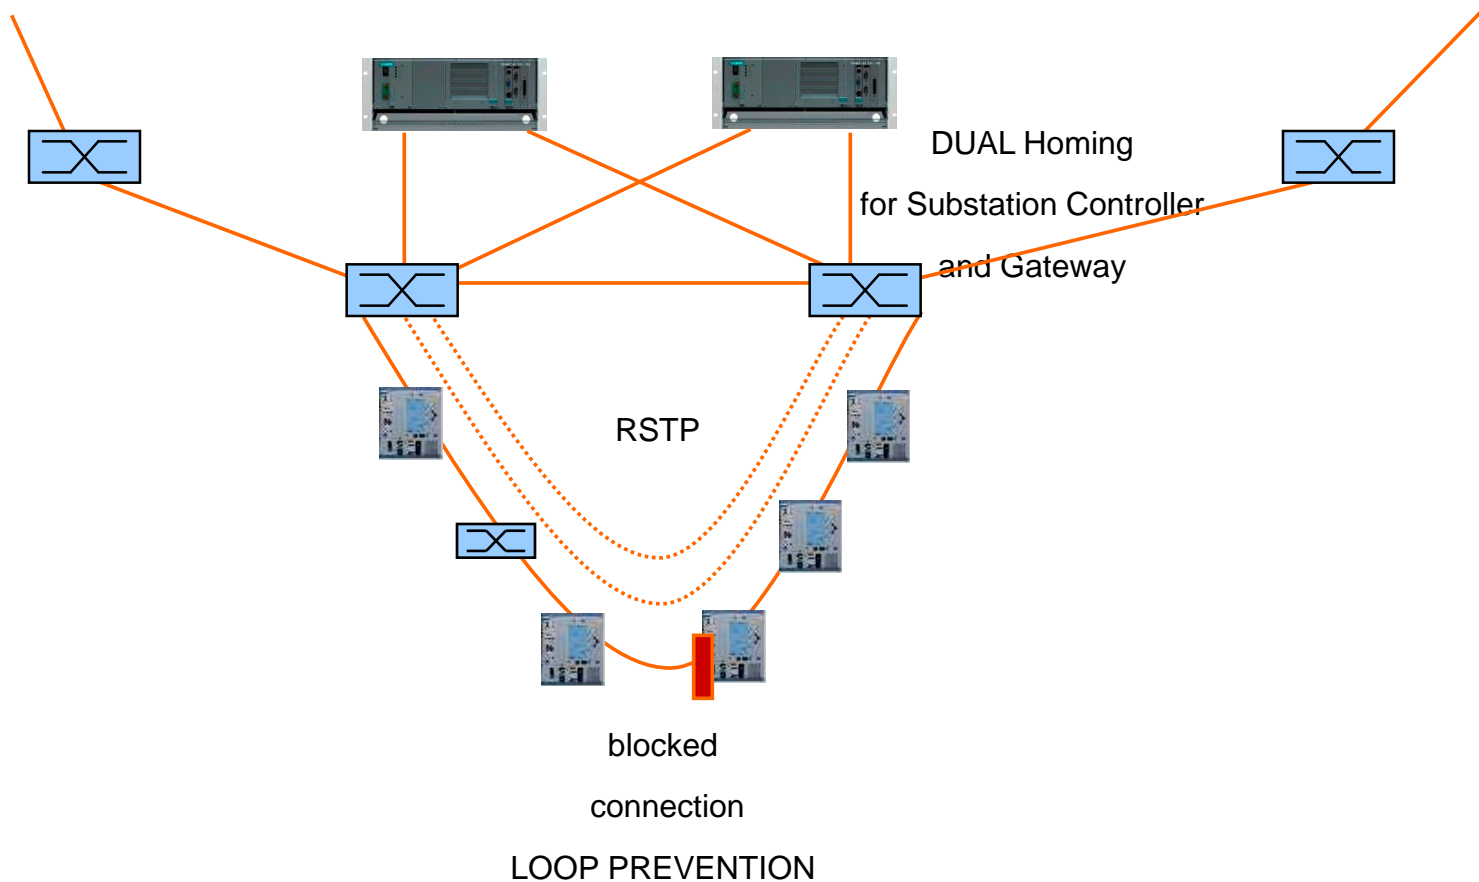 DUAL Homing
for Substation Controller
and Gateway
RSTP
blocked
connection
LOOP PREVENTION